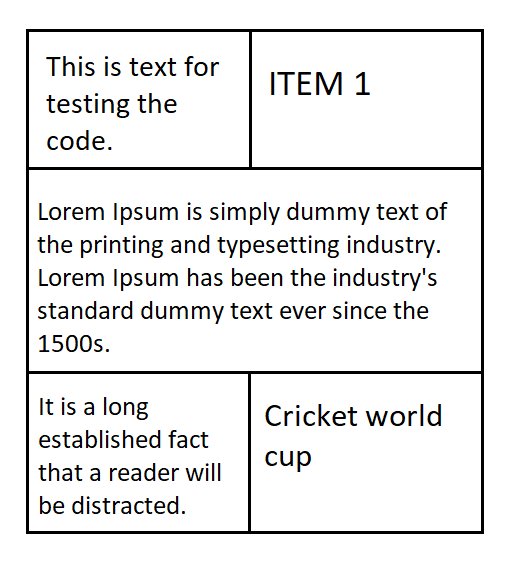 This is text for
testing the
code.
ITEM 1
Lorem Ipsum is simply dummy text of
the printing and typesetting industry.
Lorem Ipsum has been the industry's
standard dummy text ever since the
1500s.
It is a long
established fact
that a reader will
be distracted.
Cricket world
cup